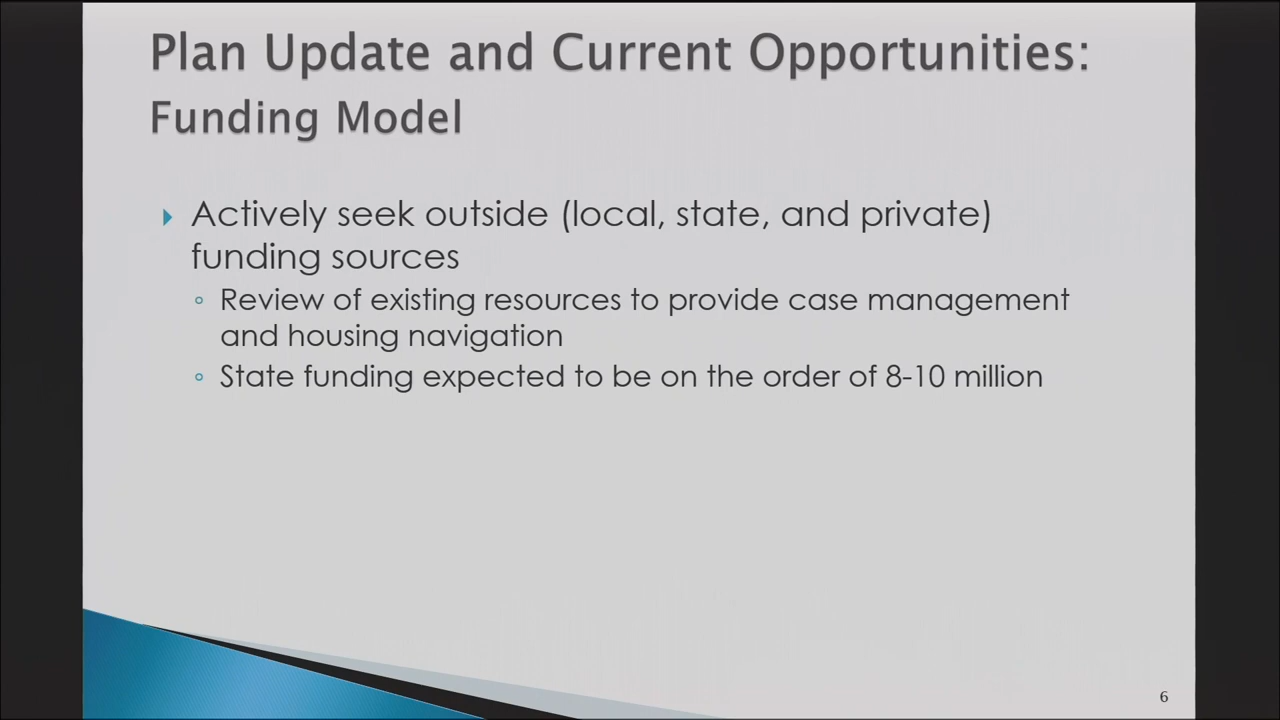 Plan Update and Current Opportunities:
Funding Model
Actively seek outside (local, state, and private)
funding sources
Review of existing resources to provide case management
and housing navigation
State funding expected to be on the order of 8-10 million
6